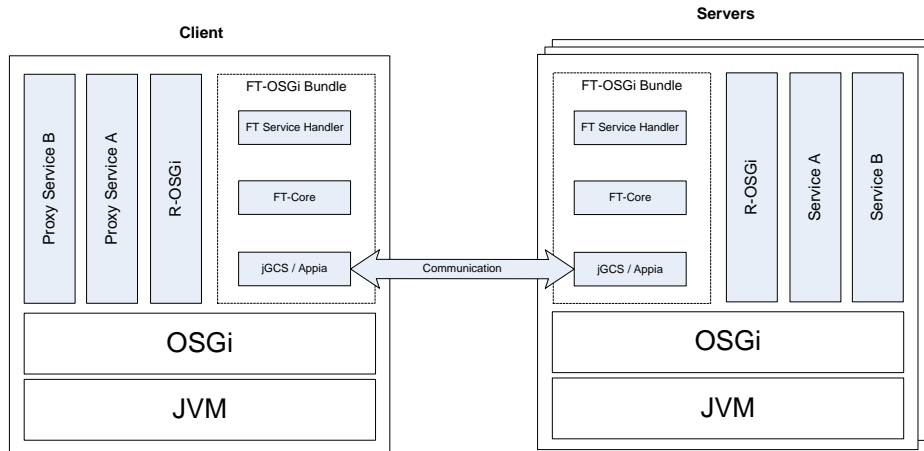 Client
Servers
FT-OSGi Bundle
FT Service Handler
FT-Core
jGCS / Appia
Proxy Service B
Proxy Service A
R-OSGi
OSGi
JVM
Communication
FT-OSGi Bundle
FT Service Handler
FT-Core
jGCS / Appia
R-OSGi
Service A
Service B
OSGi
JVM